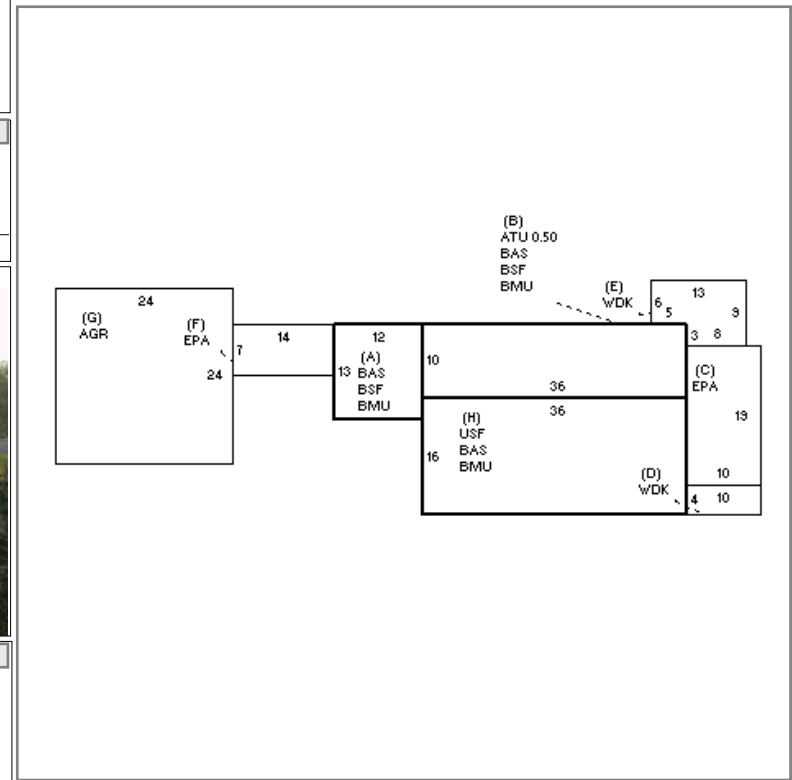 (B)
ATU 0.50
BAS
BSF
BMU
(E)
WDK
6
5
13
9
3 8
24
(G)
AGR
(F)
EPA
7
24
14
12
13
(A)
BAS
BSF
BMU
10
36
(C)
EPA
19
10
36
16
(H)
USF
BAS
BMU
(D)
WDK
4 10